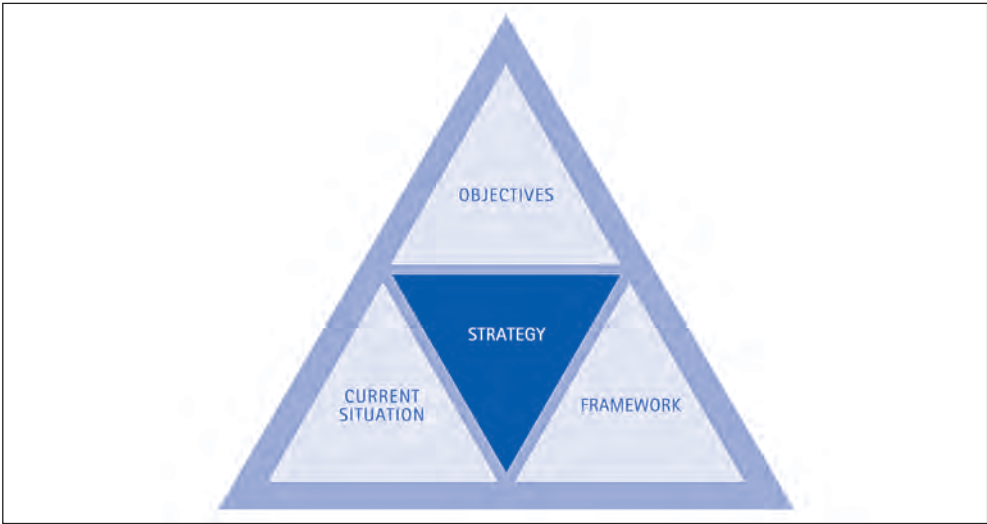 OBJECTIVES
STRATEGY
CURRENT
SITUATION
FRAMEWORK